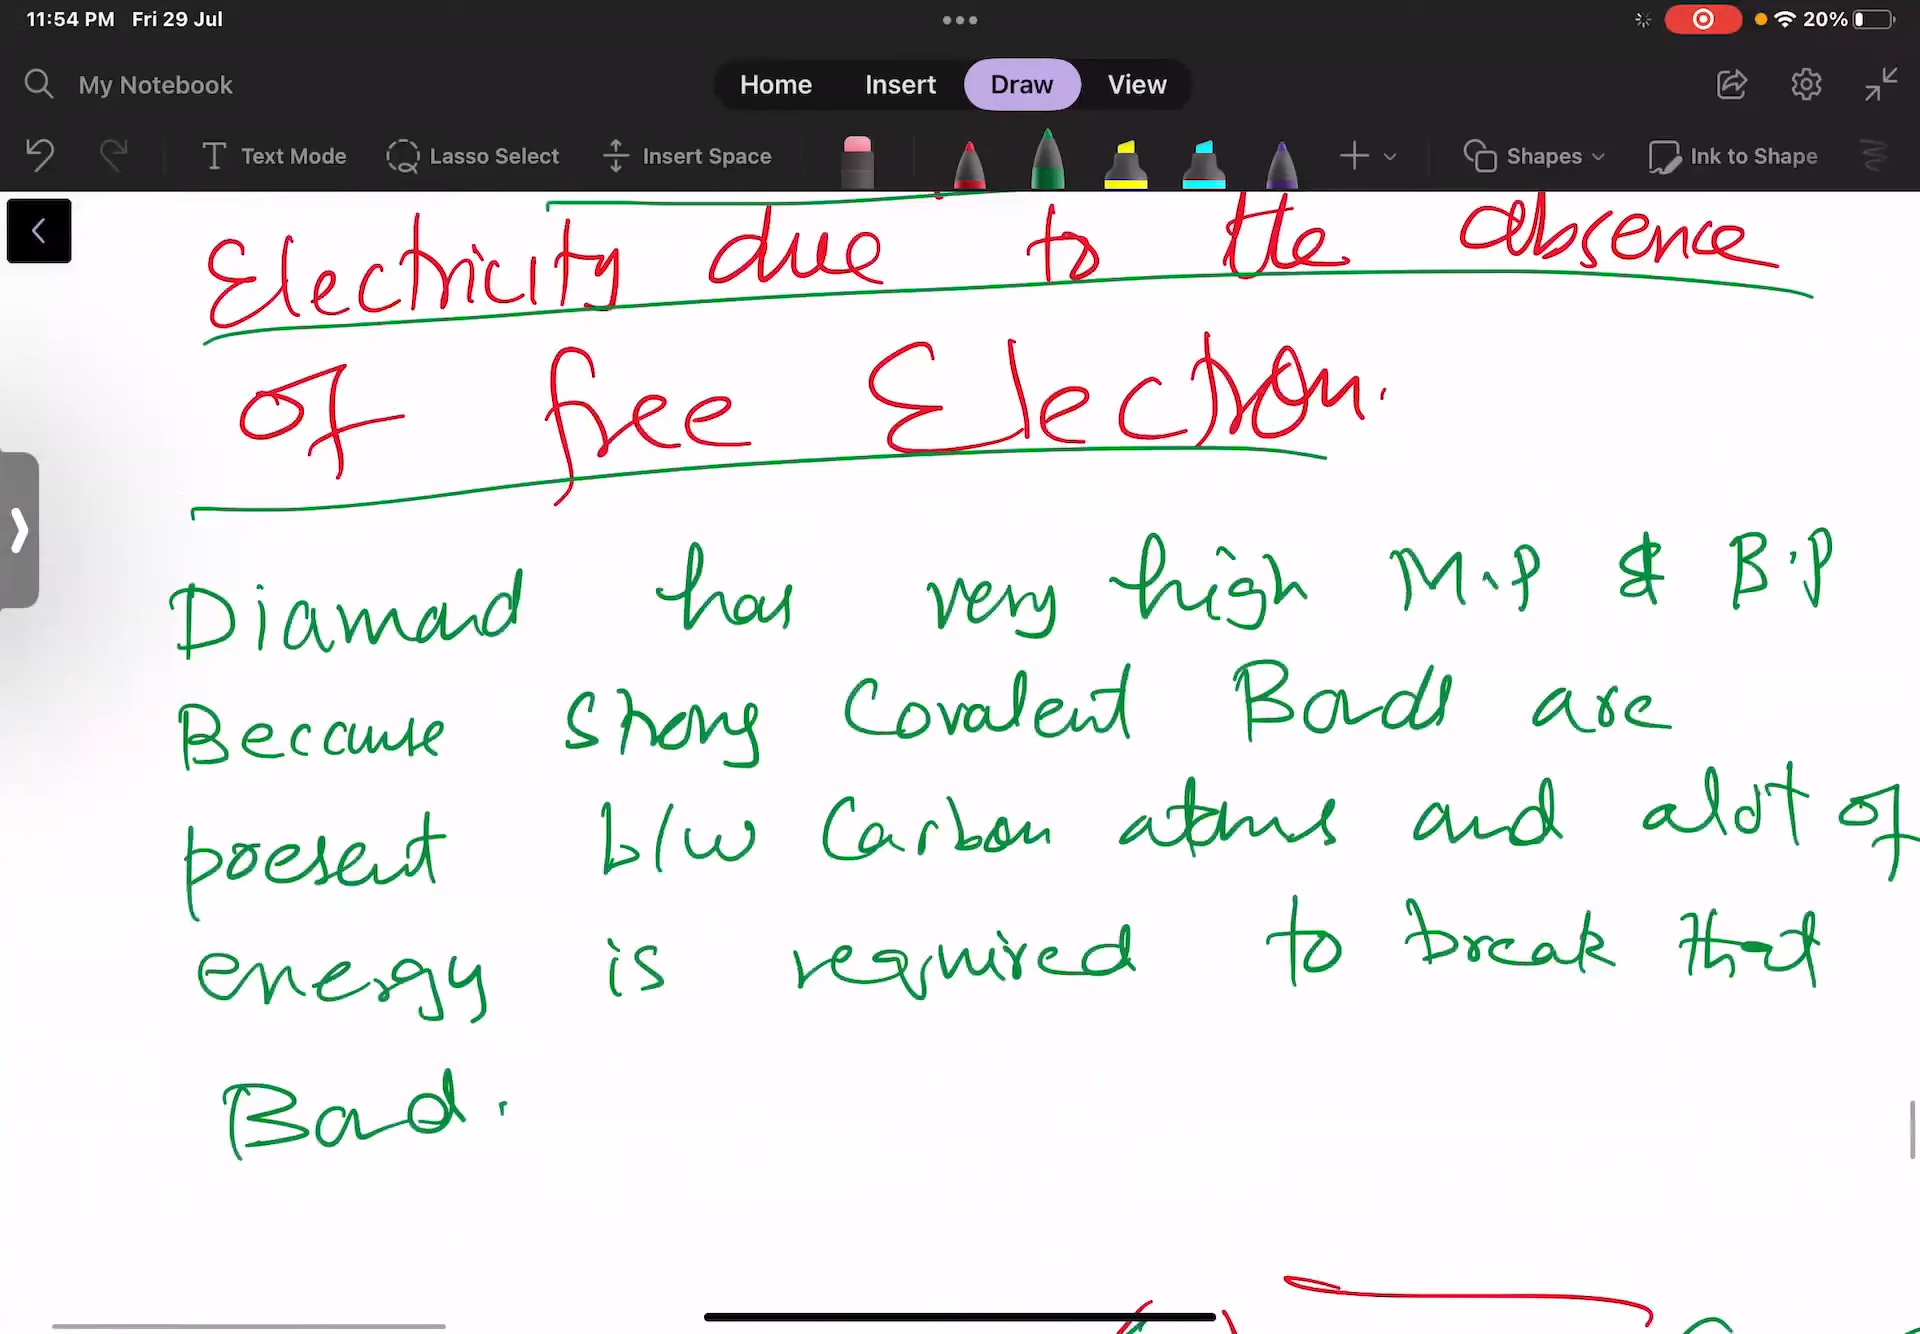 11:54 PM Fri 29 Jul
20%
My Notebook
Home Insert Draw View
Text Mode Lasso Select Insert Space Shapes Ink to Shape
Electricity due to the absence
of free Electron.
Diamond has very high M.P & B.P
Because strong Covalent Bonds are
present b/w Carbon atoms and alot of
energy is required to break that
Bond.